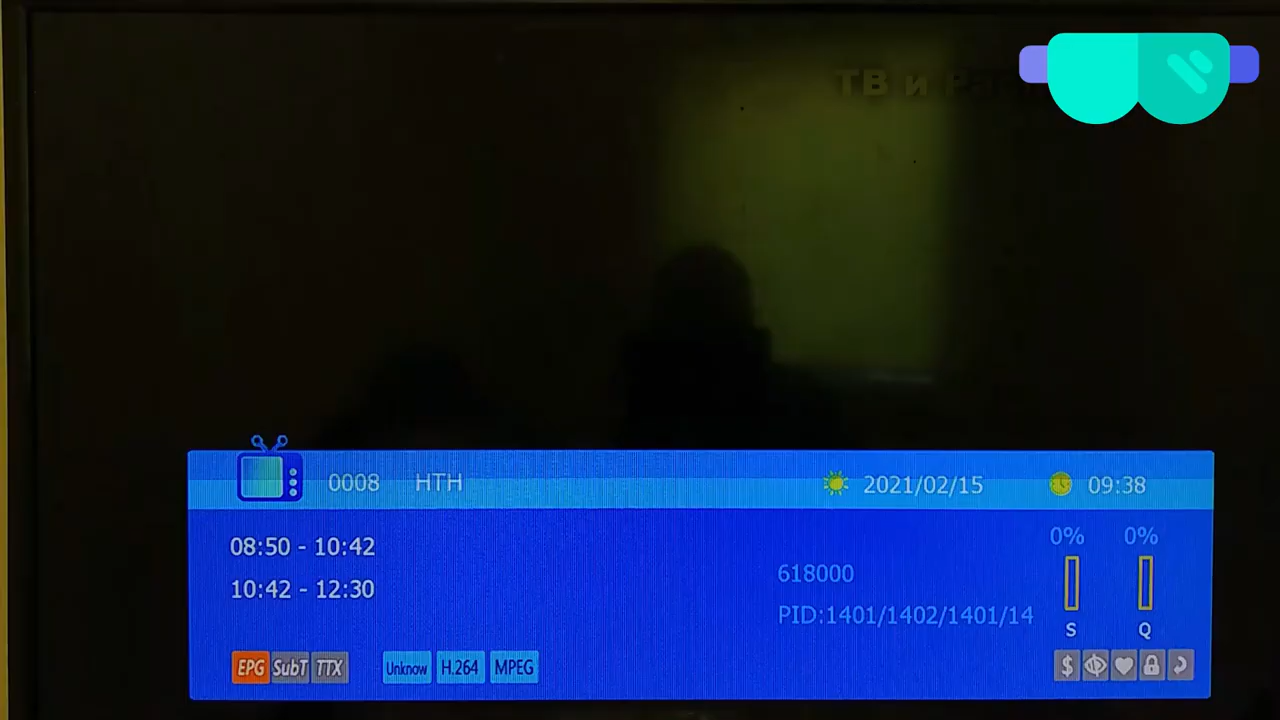 ТВ и
0008 НТН 2021/02/15 09:38
08:50 - 10:42
10:42 - 12:30
0% 0%
618000
PID:1401/1402/1401/14
S Q
EPG SubT TTX Unknow H.264 MPEG $